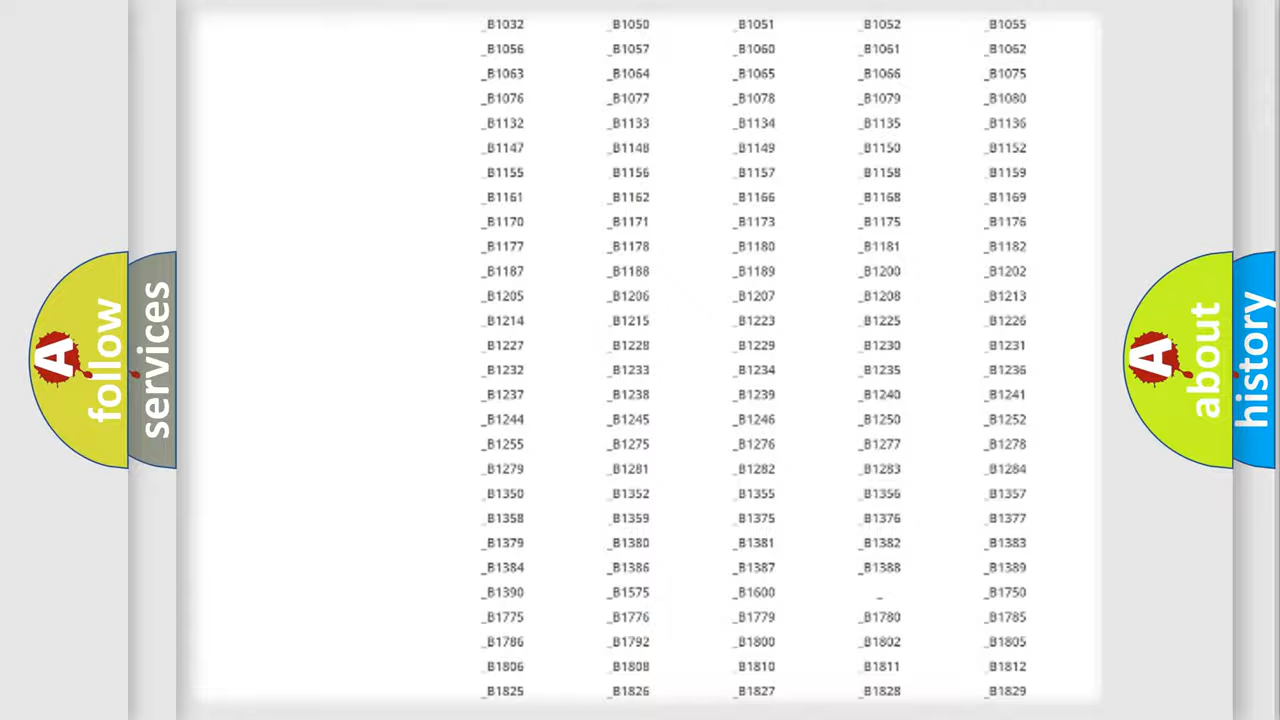 _B1032 _B1050 _B1051 _B1052 _B1055
_B1056 _B1057 _B1060 _B1061 _B1062
_B1063 _B1064 _B1065 _B1066 _B1075
_B1076 _B1077 _B1078 _B1079 _B1080
_B1132 _B1133 _B1134 _B1135 _B1136
_B1147 _B1148 _B1149 _B1150 _B1152
_B1155 _B1156 _B1157 _B1158 _B1159
_B1161 _B1162 _B1166 _B1168 _B1169
_B1170 _B1171 _B1173 _B1175 _B1176
_B1177 _B1178 _B1180 _B1181 _B1182
_B1187 _B1188 _B1189 _B1200 _B1202
_B1205 _B1206 _B1207 _B1208 _B1213
_B1214 _B1215 _B1223 _B1225 _B1226
_B1227 _B1228 _B1229 _B1230 _B1231
_B1232 _B1233 _B1234 _B1235 _B1236
_B1237 _B1238 _B1239 _B1240 _B1241
_B1244 _B1245 _B1246 _B1250 _B1252
_B1255 _B1275 _B1276 _B1277 _B1278
_B1279 _B1281 _B1282 _B1283 _B1284
_B1350 _B1352 _B1355 _B1356 _B1357
_B1358 _B1359 _B1375 _B1376 _B1377
_B1379 _B1380 _B1381 _B1382 _B1383
_B1384 _B1386 _B1387 _B1388 _B1389
_B1390 _B1575 _B1600 _ _B1750
_B1775 _B1776 _B1779 _B1780 _B1785
_B1786 _B1792 _B1800 _B1802 _B1805
_B1806 _B1808 _B1810 _B1811 _B1812
_B1825 _B1826 _B1827 _B1828 _B1829
A
follow
services
A
about
history